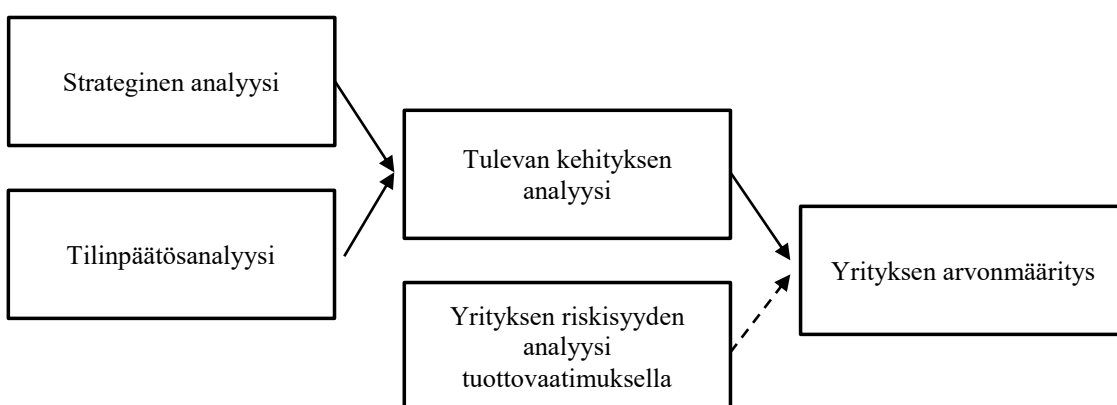 Strateginen analyysi
Tilinpäätösanalyysi
Tulevan kehityksen
analyysi
Yrityksen riskisyyden
analyysi
tuottovaatimuksella
Yrityksen arvonmääritys